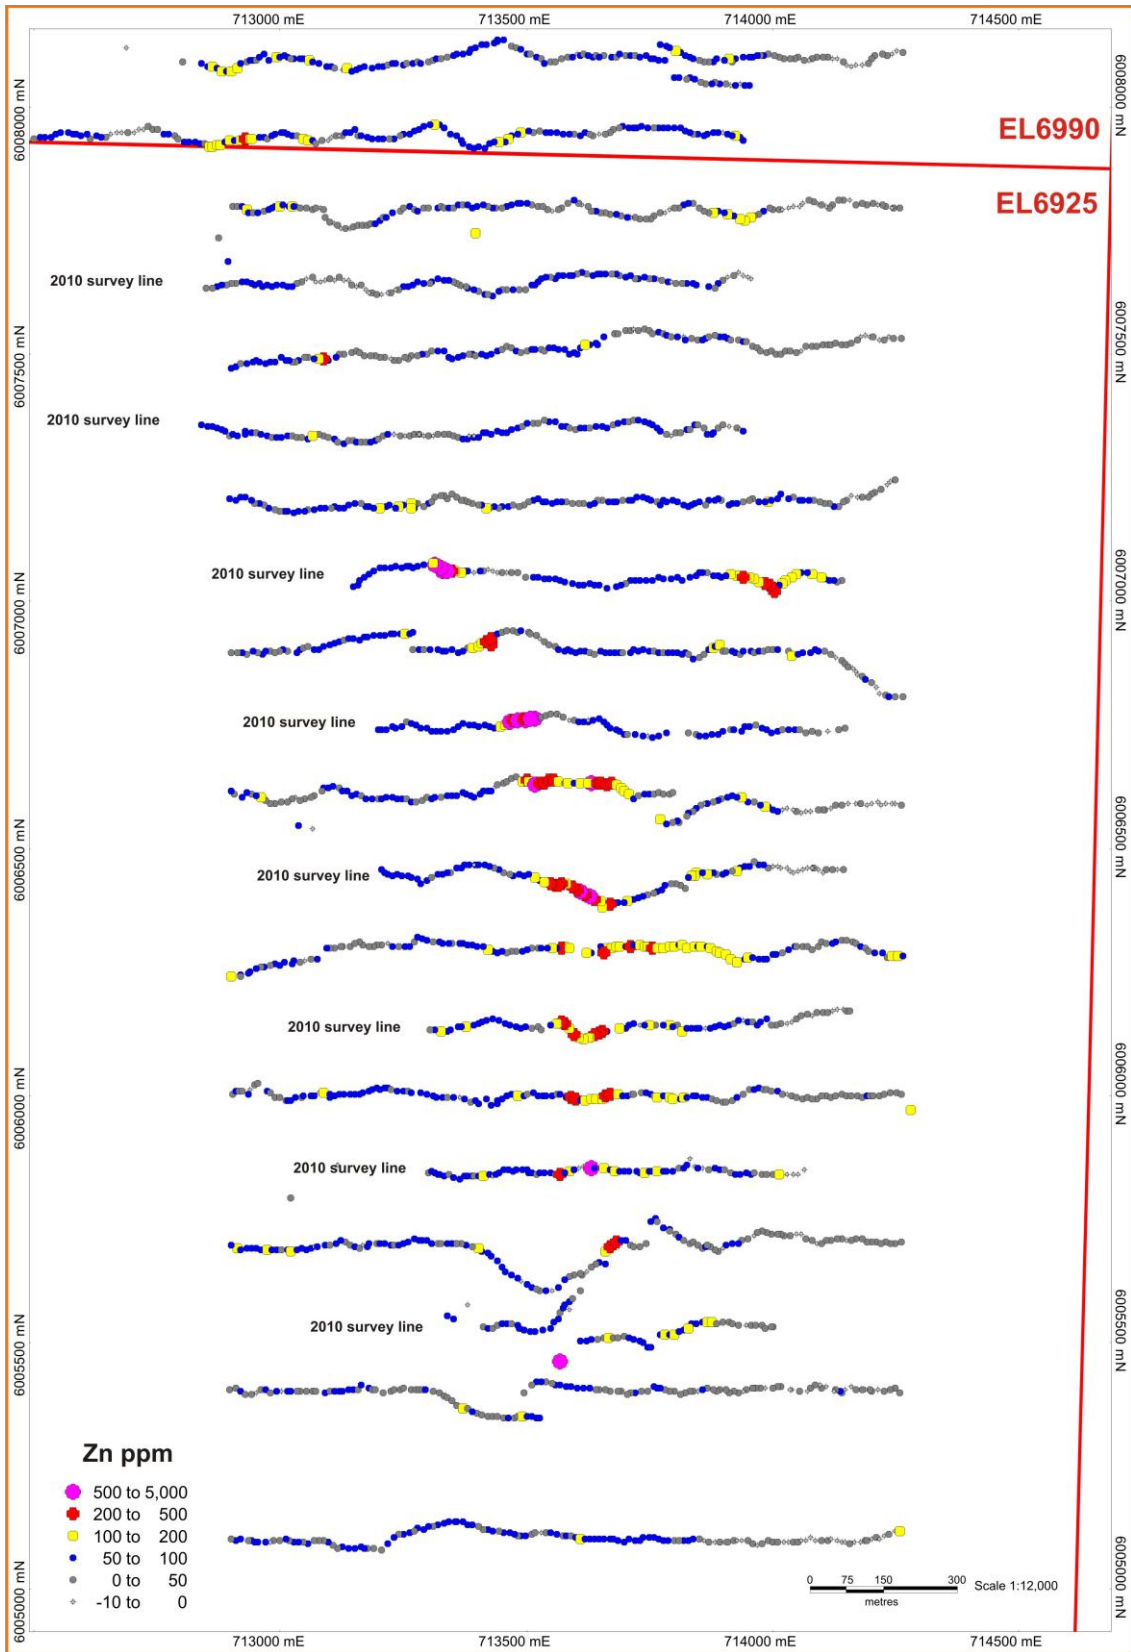 713000 mE 713500 mE 714000 mE 714500 mE
6008000 mN
6008000 mN
EL6990
EL6925
2010 survey line
6007500 mN
6007500 mN
2010 survey line
2010 survey line
6007000 mN
6007000 mN
2010 survey line
6006500 mN
6006500 mN
2010 survey line
2010 survey line
6006000 mN
6006000 mN
2010 survey line
2010 survey line
6005500 mN
6005500 mN
Zn ppm
500 to 5,000
200 to 500
100 to 200
50 to 100
0 to 50
-10 to 0
0 75 150 300
Scale 1:12,000
metres
6005000 mN
6005000 mN
713000 mE 713500 mE 714000 mE 714500 mE